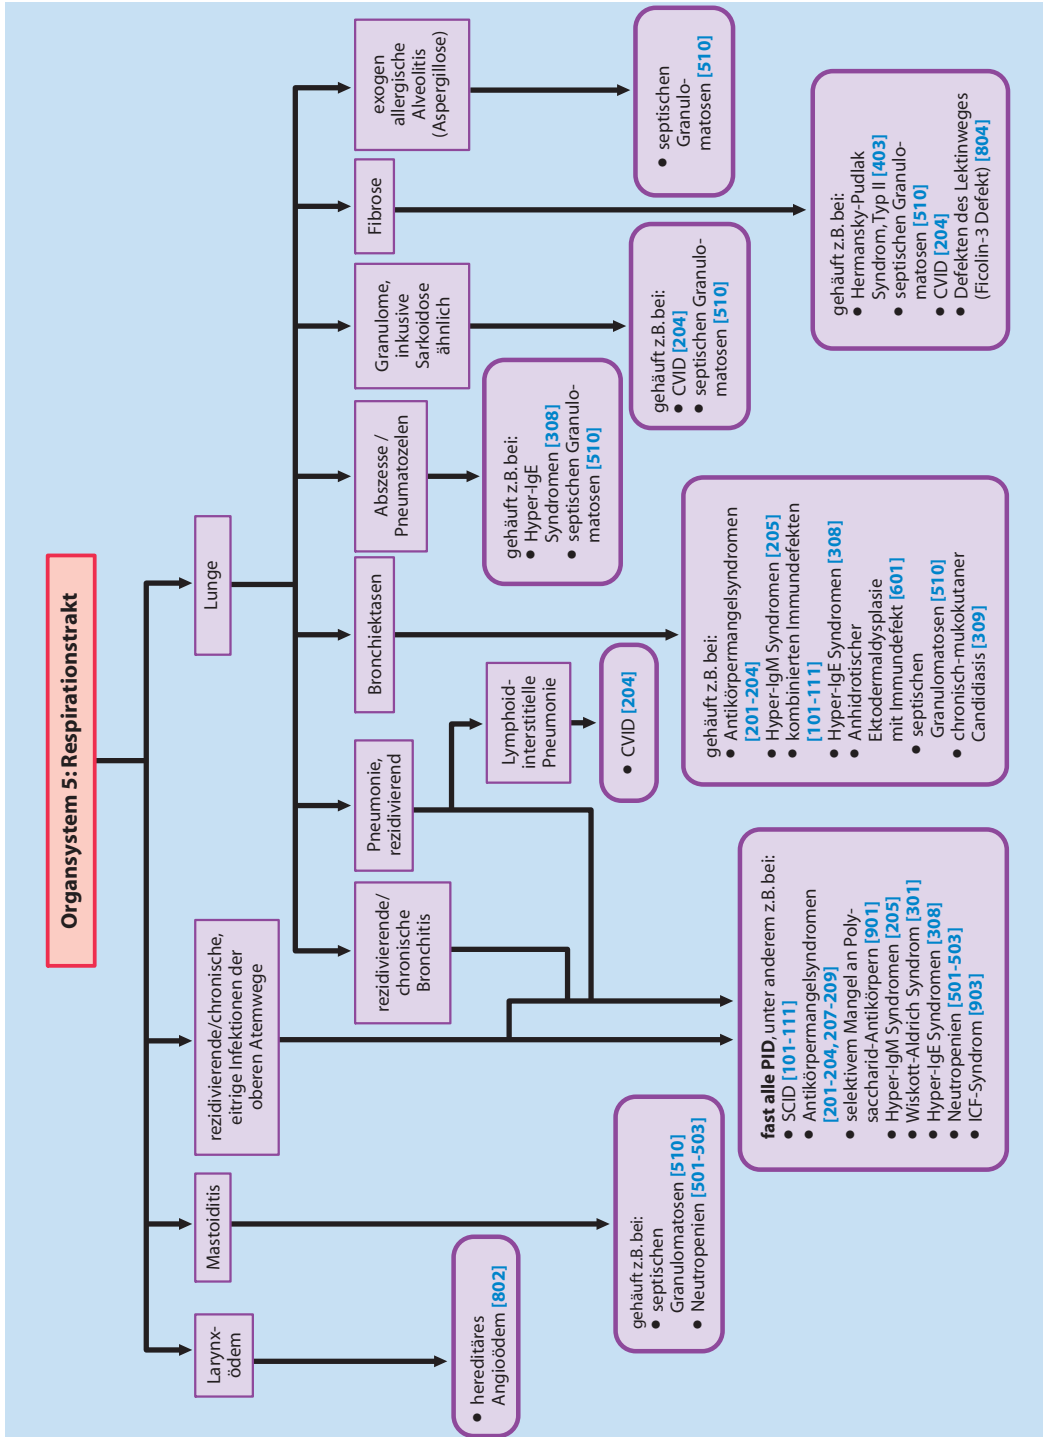 Organsystem 5: Respirationstrakt
Larynx-
ödem
Mastoiditis
rezidivierende/chronische,
eitrige Infektionen der
oberen Atemwege
Lunge
rezidivierende/
chronische
Bronchitis
Pneumonie,
rezidivierend
Bronchiektasen
Abszesse /
Pneumatozelen
Granulome,
inkusive
Sarkoidose
ähnlich
Fibrose
exogen
allergische
Alveolitis
(Aspergillose)
Lymphoid-
interstitielle
Pneumonie
• hereditäres
Angioödem [802]
gehäuft z.B. bei:
• septischen
Granulomatosen [510]
• Neutropenien [501-503]
fast alle PID, unter anderem z.B. bei:
• SCID [101-111]
• Antikörpermangelsyndromen
[201-204, 207-209]
• selektivem Mangel an Poly-
saccharid-Antikörpern [901]
• Hyper-IgM Syndromen [205]
• Wiskott-Aldrich Syndrom [301]
• Hyper-IgE Syndromen [308]
• Neutropenien [501-503]
• ICF-Syndrom [903]
• CVID [204]
gehäuft z.B. bei:
• Antikörpermangelsyndromen
[201-204]
• Hyper-IgM Syndromen [205]
• kombinierten Immundefekten
[101-111]
• Hyper-IgE Syndromen [308]
• Anhidrotischer
Ektodermaldysplasie
mit Immundefekt [601]
• septischen
Granulomatosen [510]
• chronisch-mukokutaner
Candidiasis [309]
gehäuft z.B. bei:
• Hyper-IgE
Syndromen [308]
• septischen Granulo-
matosen [510]
gehäuft z.B. bei:
• CVID [204]
• septischen Granulo-
matosen [510]
gehäuft z.B. bei:
• Hermansky-Pudlak
Syndrom, Typ II [403]
• septischen Granulo-
matosen [510]
• CVID [204]
• Defekten des Lektinweges
(Ficolin-3 Defekt) [804]
• septischen
Granulo-
matosen [510]